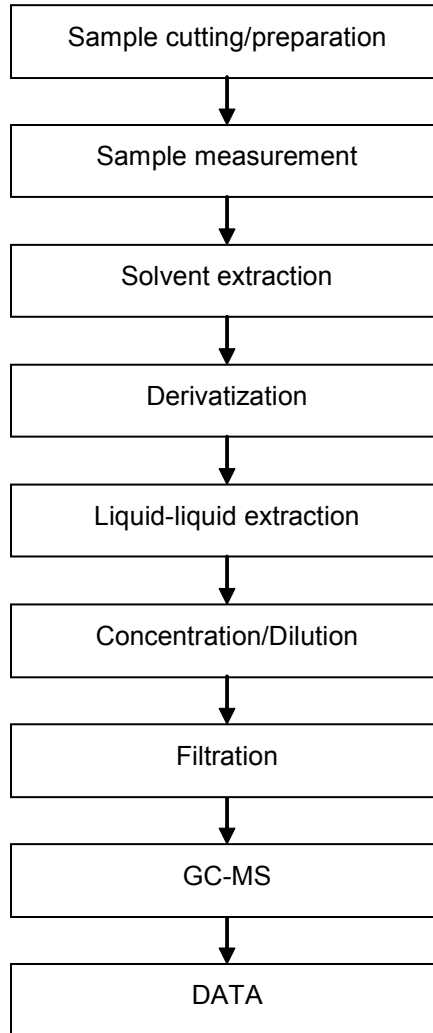 Sample cutting/preparation
Sample measurement
Solvent extraction
Derivatization
Liquid-liquid extraction
Concentration/Dilution
Filtration
GC-MS
DATA